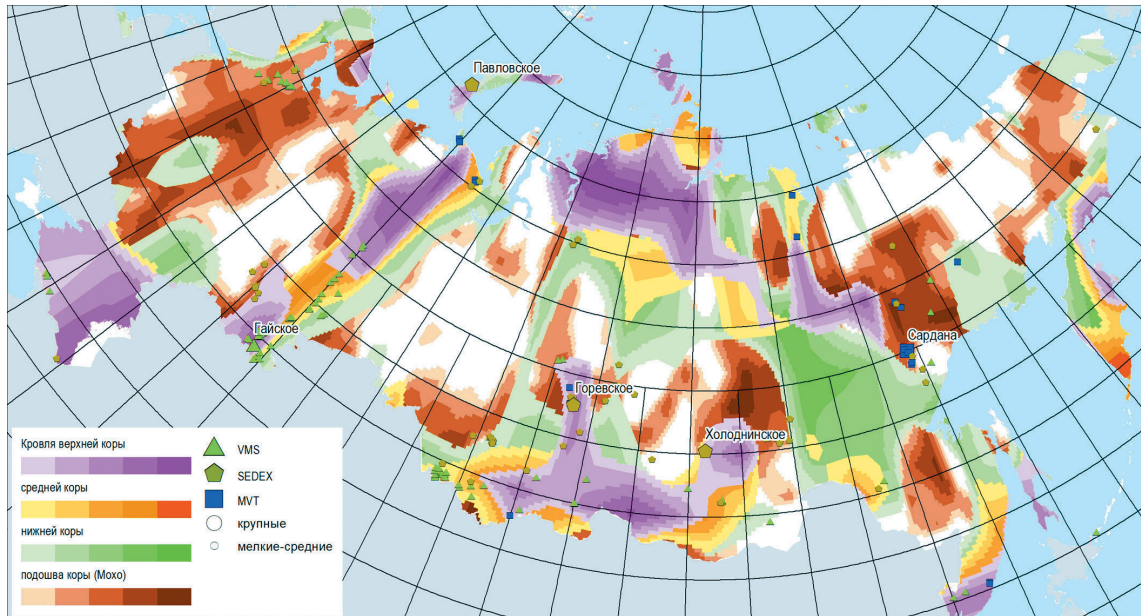 Павловское
Гайское
Сардана
Горевское
Холоднинское
Кровля верхней коры
средней коры
нижней коры
подошва коры (Мохо)
VMS
SEDEX
MVT
крупные
мелкие-средние